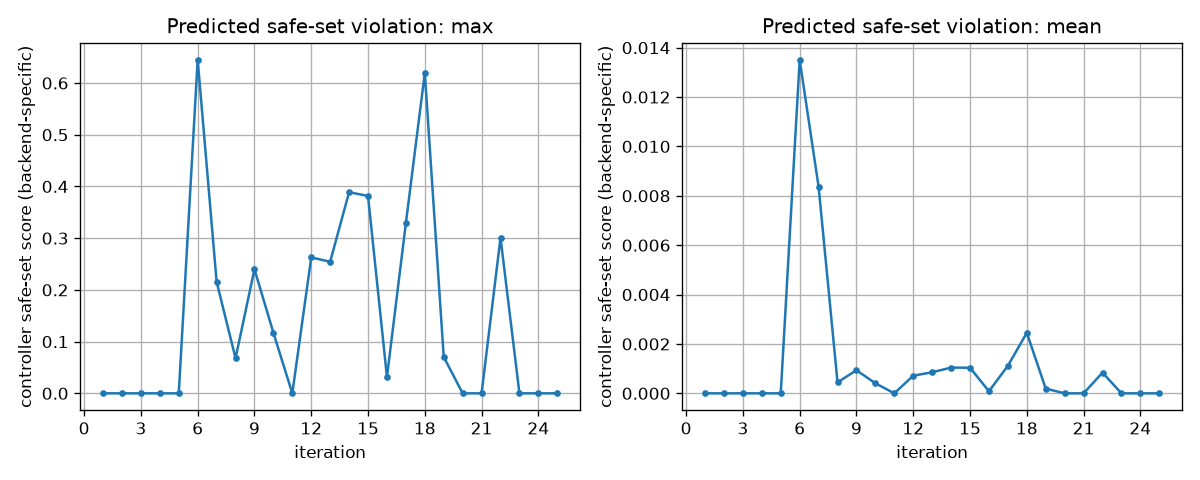 Predicted safe-set violation: max
controller safe-set score (backend-specific)
0.6
0.5
0.4
0.3
0.2
0.1
0.0
0 3 6 9 12 15 18 21 24
iteration
Predicted safe-set violation: mean
controller safe-set score (backend-specific)
0.014
0.012
0.010
0.008
0.006
0.004
0.002
0.000
0 3 6 9 12 15 18 21 24
iteration